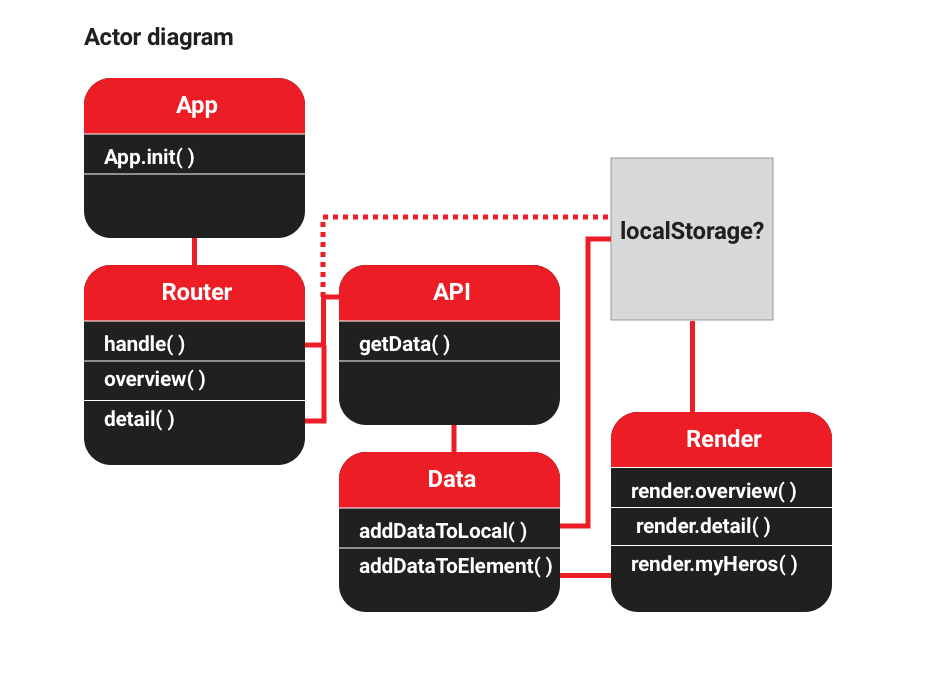 Actor diagram
App
App.init( )
Router
handle( )
overview( )
detail( )
API
getData( )
Data
addDataToLocal( )
addDataToElement( )
localStorage?
Render
render.overview( )
render.detail( )
render.myHeros( )